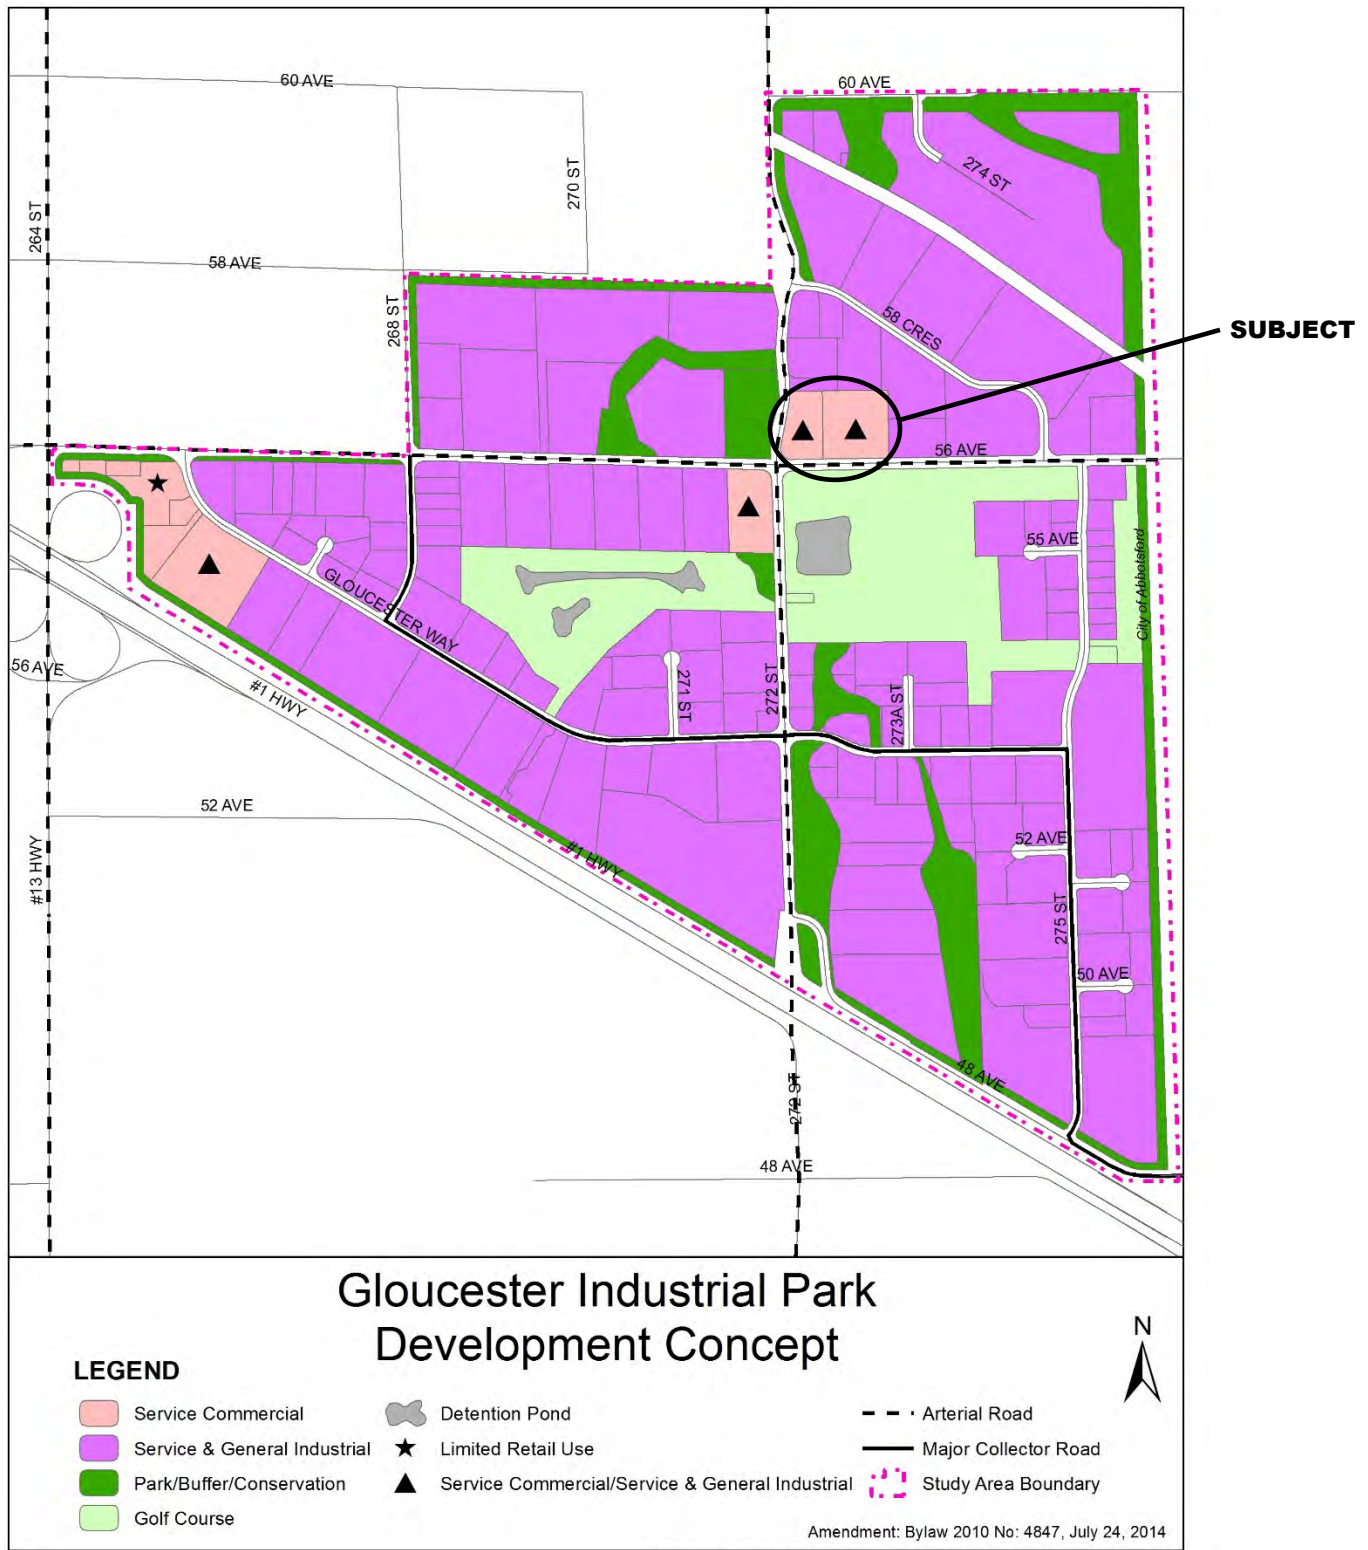 60 AVE
60 AVE
274 ST
270 ST
264 ST
58 AVE
268 ST
58 CRES
SUBJECT
56 AVE
55 AVE
City of Abbotsford
GLOUCESTER WAY
56 AVE
#1 HWY
271 ST
272 ST
273A ST
52 AVE
#13 HWY
#1 HWY
52 AVE
275 ST
50 AVE
48 AVE
272 ST
48 AVE
Gloucester Industrial Park
Development Concept
N
LEGEND
Service Commercial
Detention Pond
Arterial Road
Service & General Industrial
Limited Retail Use
Major Collector Road
Park/Buffer/Conservation
Service Commercial/Service & General Industrial
Study Area Boundary
Golf Course
Amendment: Bylaw 2010 No: 4847, July 24, 2014